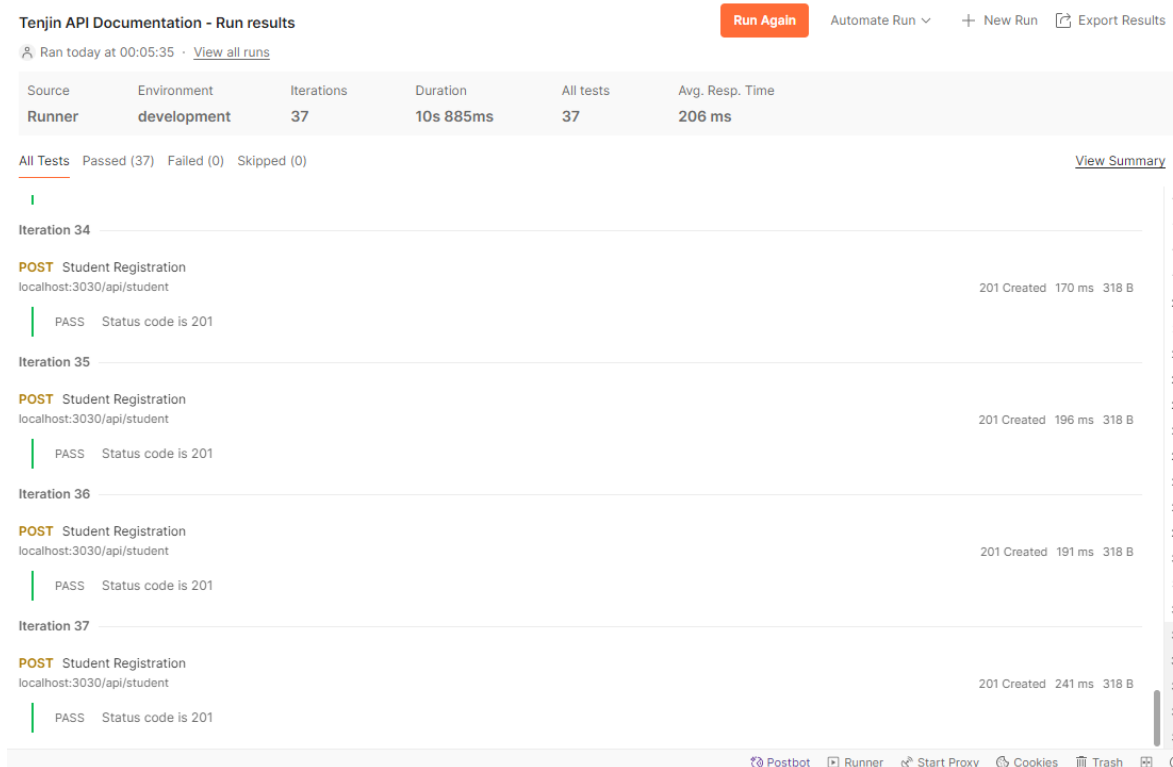 Tenjin API Documentation - Run results
Run Again
Automate Run
New Run
Export Results
Ran today at 00:05:35 · View all runs
Source Environment Iterations Duration All tests Avg. Resp. Time
Runner development 37 10s 885ms 37 206 ms
All Tests Passed (37) Failed (0) Skipped (0) View Summary
Iteration 34
POST Student Registration
localhost:3030/api/student
201 Created 170 ms 318 B
PASS Status code is 201
Iteration 35
POST Student Registration
localhost:3030/api/student
201 Created 196 ms 318 B
PASS Status code is 201
Iteration 36
POST Student Registration
localhost:3030/api/student
201 Created 191 ms 318 B
PASS Status code is 201
Iteration 37
POST Student Registration
localhost:3030/api/student
201 Created 241 ms 318 B
PASS Status code is 201
Postbot Runner Start Proxy Cookies Trash